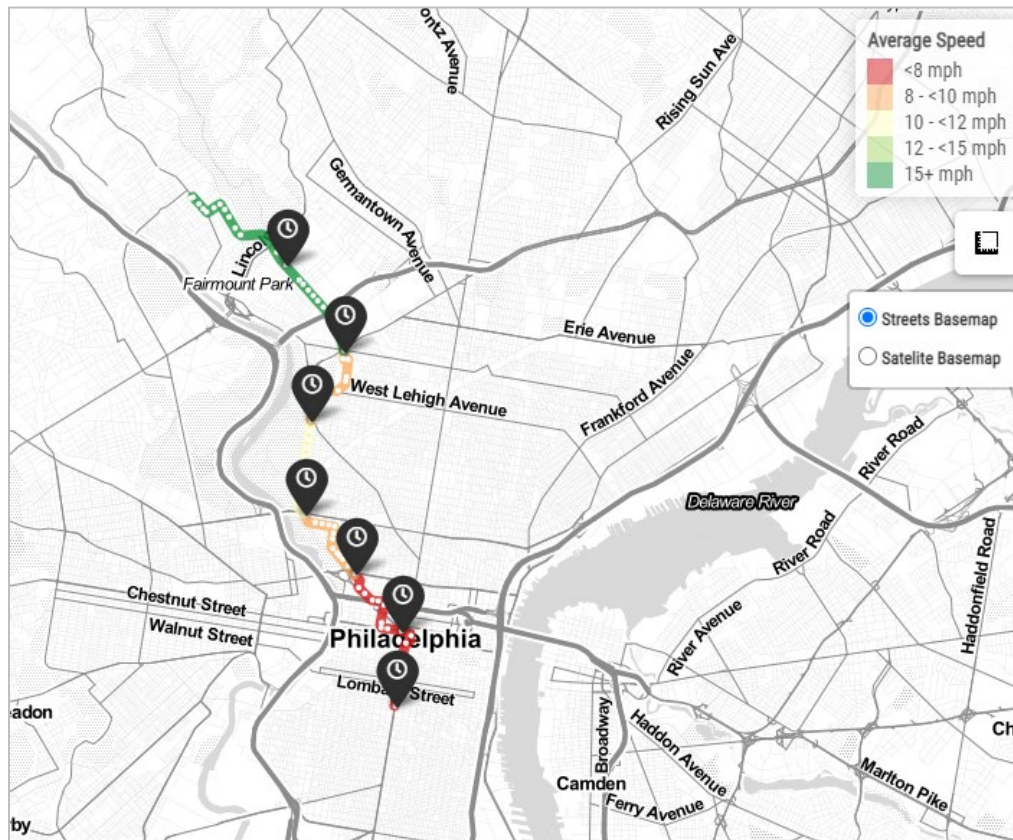 ontz Avenue
Rising Sun Ave
Average Speed
<8 mph
8 - <10 mph
10 - <12 mph
12 - <15 mph
15+ mph
Germantown Avenue
Linco
Fairmount Park
Streets Basemap
Satelite Basemap
Erie Avenue
West Lehigh Avenue
Frankford Avenue
River Road
Delaware River
River Road
Haddonfield Road
Chestnut Street
Walnut Street
Philadelphia
River Avenue
Lomba Street
eadon
Broadway
Haddon Avenue
Ch
Camden
Marlton Pike
Ferry Avenue
by